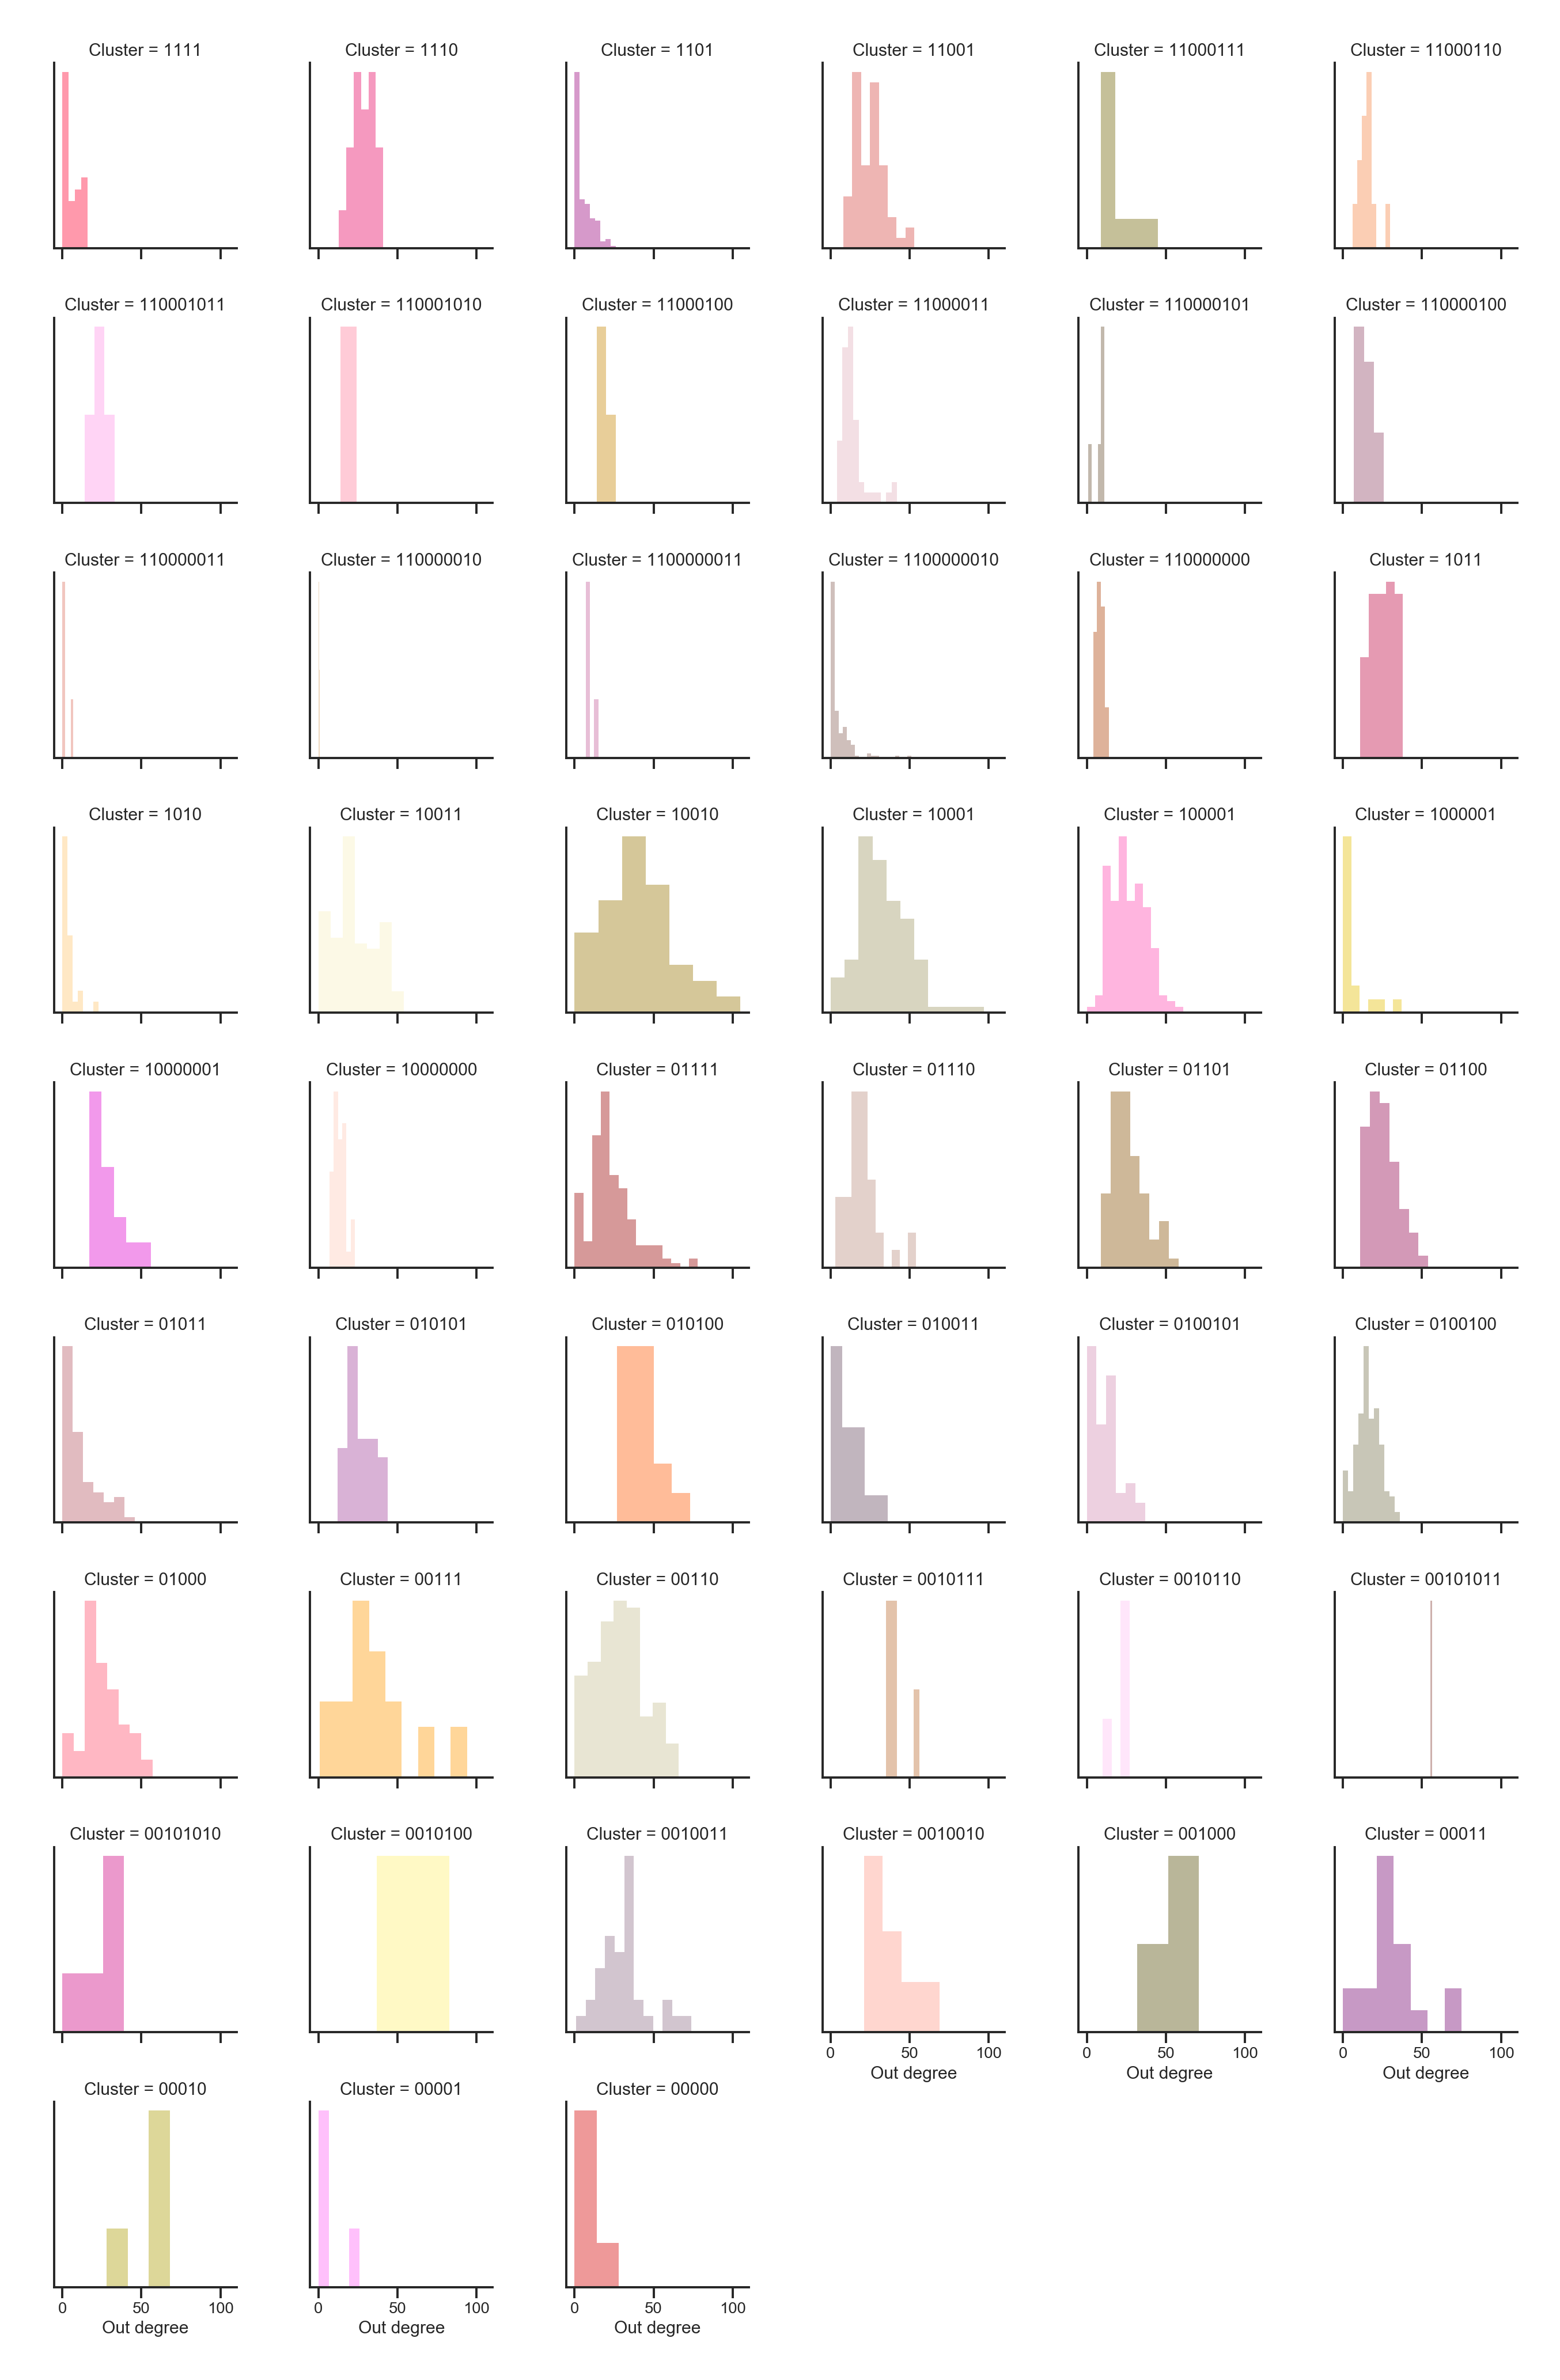 Cluster = 1111
Cluster = 1110
Cluster = 1101
Cluster = 11001
Cluster = 11000111
Cluster = 11000110
Cluster = 110001011
Cluster = 110001010
Cluster = 11000100
Cluster = 11000011
Cluster = 110000101
Cluster = 110000100
Cluster = 110000011
Cluster = 110000010
Cluster = 1100000011
Cluster = 1100000010
Cluster = 110000000
Cluster = 1011
Cluster = 1010
Cluster = 10011
Cluster = 10010
Cluster = 10001
Cluster = 100001
Cluster = 1000001
Cluster = 10000001
Cluster = 10000000
Cluster = 01111
Cluster = 01110
Cluster = 01101
Cluster = 01100
Cluster = 01011
Cluster = 010101
Cluster = 010100
Cluster = 010011
Cluster = 0100101
Cluster = 0100100
Cluster = 01000
Cluster = 00111
Cluster = 00110
Cluster = 0010111
Cluster = 0010110
Cluster = 00101011
Cluster = 00101010
Cluster = 0010100
Cluster = 0010011
Cluster = 0010010
Cluster = 001000
Cluster = 00011
0 50 100
Out degree
0 50 100
Out degree
0 50 100
Out degree
Cluster = 00010
Cluster = 00001
Cluster = 00000
0 50 100
Out degree
0 50 100
Out degree
0 50 100
Out degree